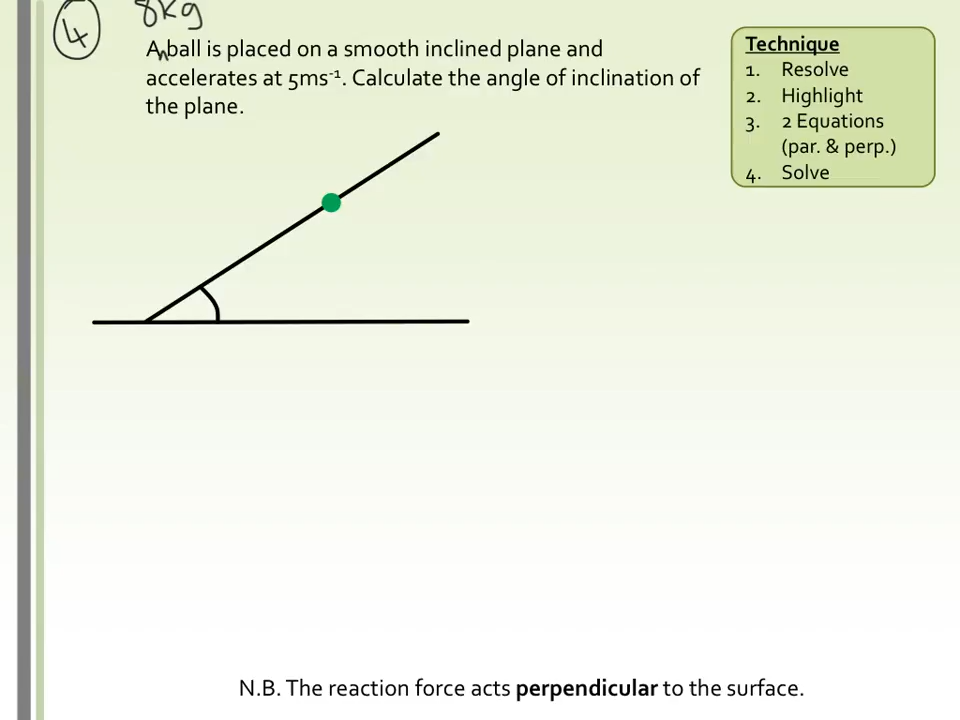 ④ 8kg
A ball is placed on a smooth inclined plane and
accelerates at 5ms⁻¹. Calculate the angle of inclination of
the plane.
Technique
1. Resolve
2. Highlight
3. 2 Equations
(par. & perp.)
4. Solve
N.B. The reaction force acts perpendicular to the surface.